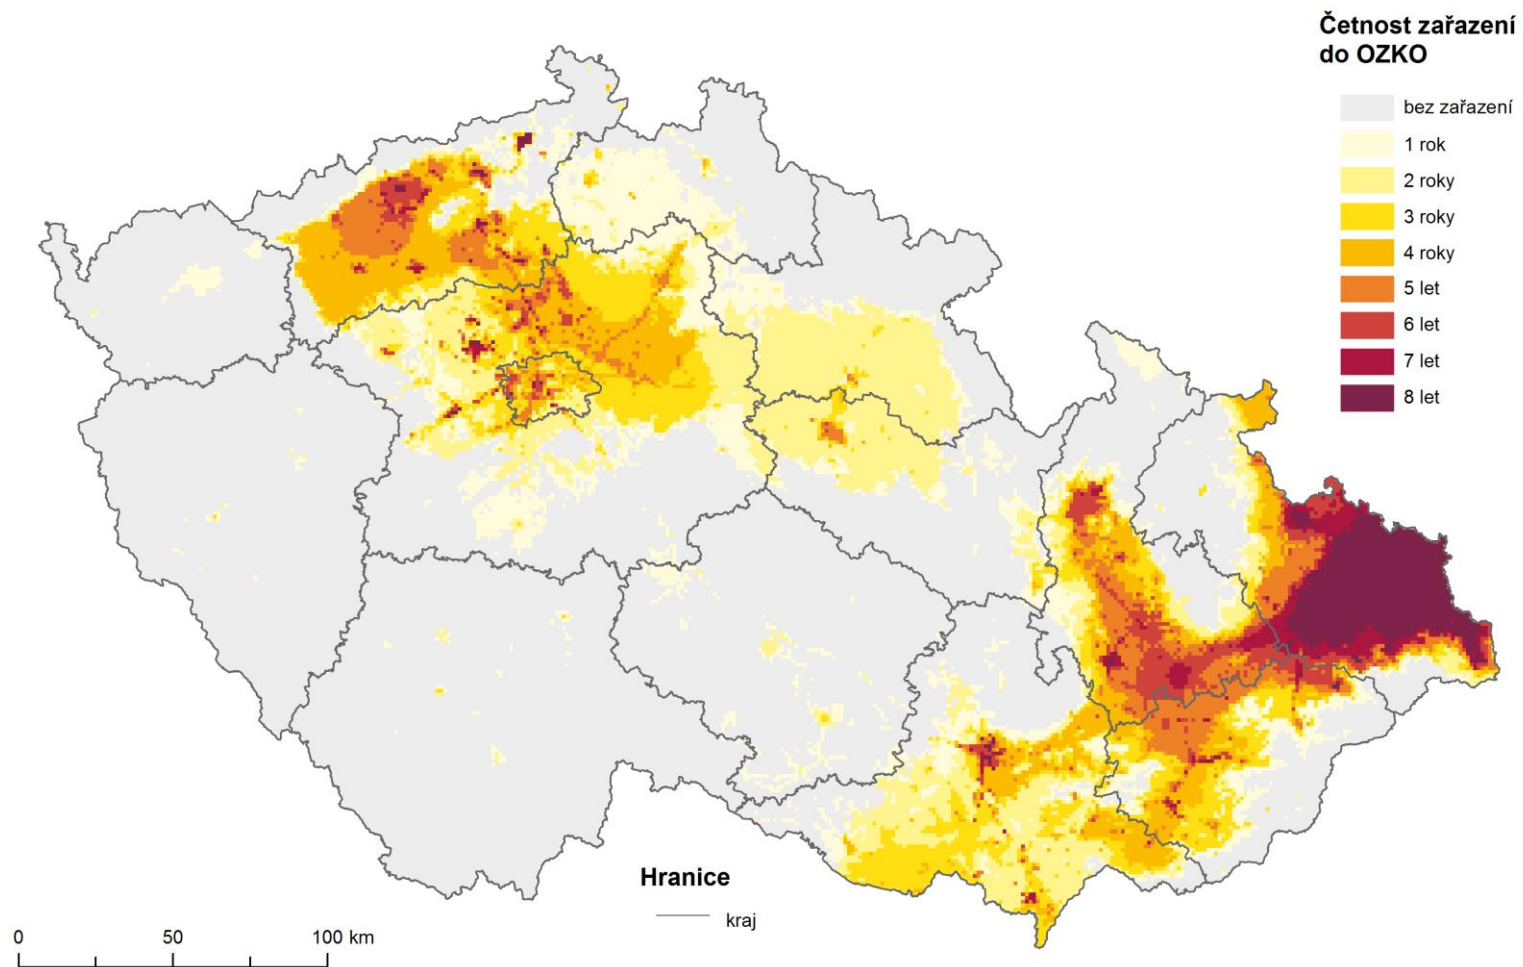 Četnost zařazení
do OZKO
bez zařazení
1 rok
2 roky
3 roky
4 roky
5 let
6 let
7 let
8 let
Hranice
kraj
0 50 100 km